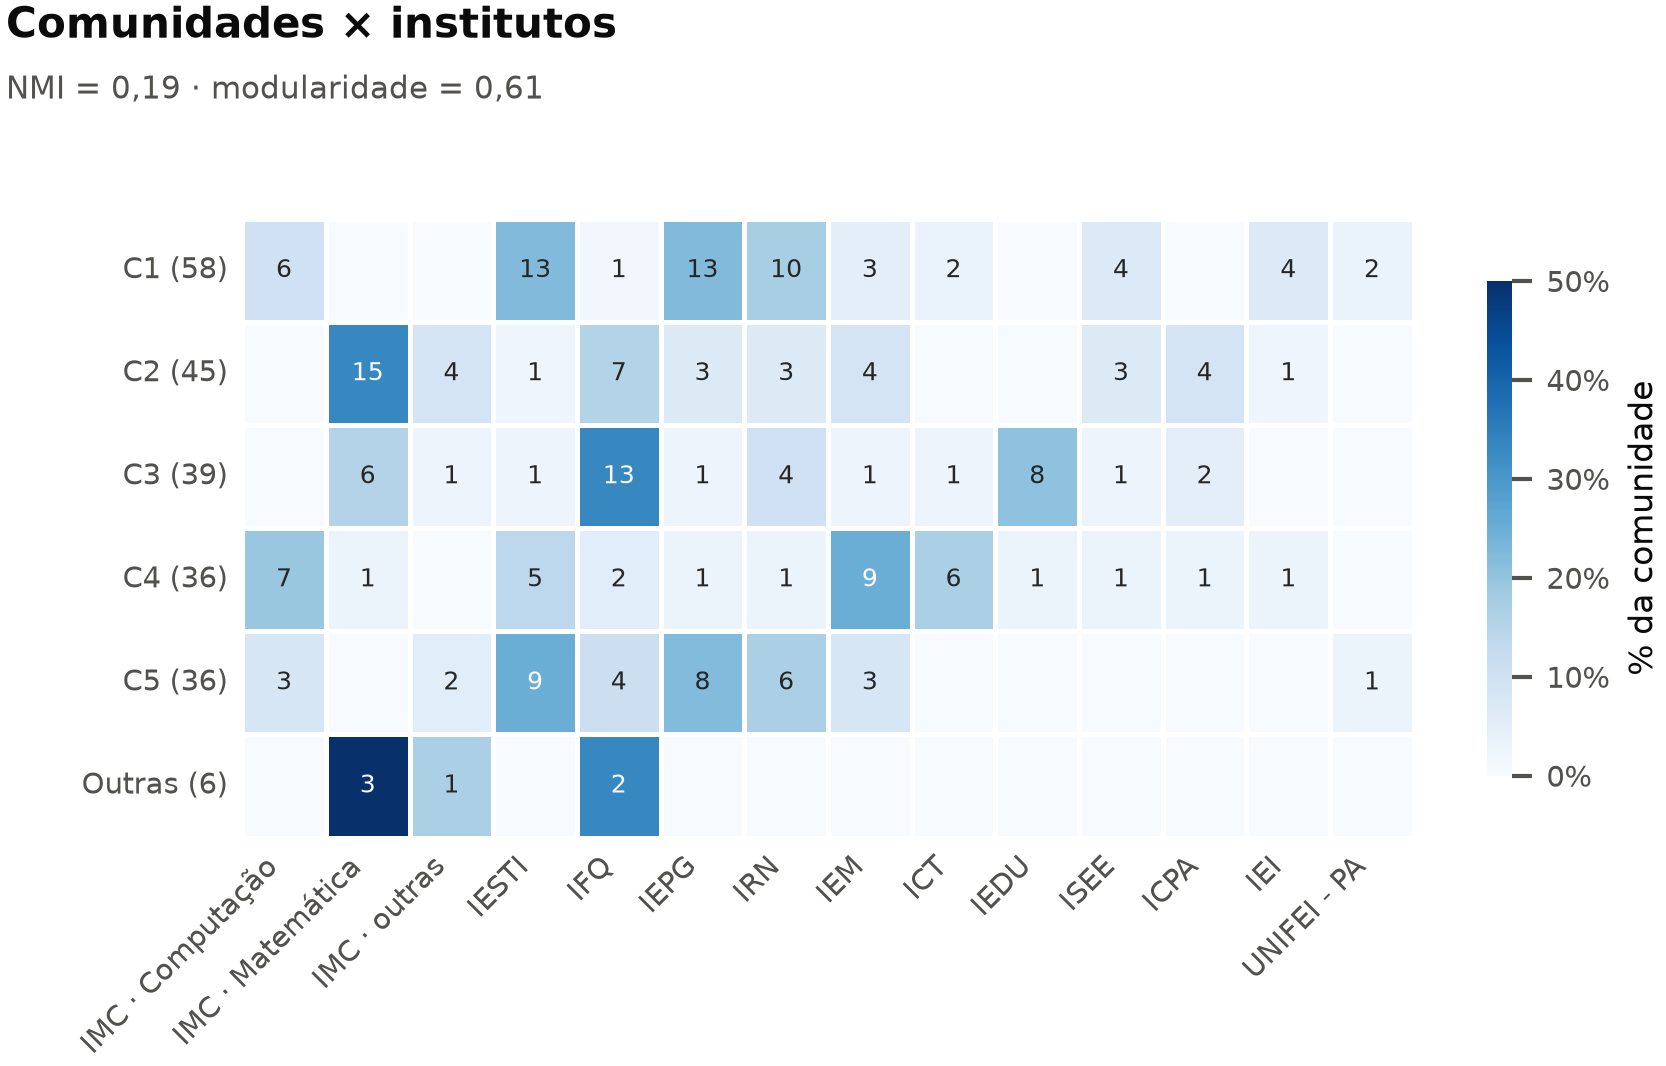 Comunidades × institutos
NMI = 0,19 · modularidade = 0,61
C1 (58) 6 13 1 13 10 3 2 4 4 2
C2 (45) 15 4 1 7 3 3 4 3 4 1
C3 (39) 6 1 1 13 1 4 1 1 8 1 2
C4 (36) 7 1 5 2 1 1 9 6 1 1 1 1
C5 (36) 3 2 9 4 8 6 3 1
Outras (6) 3 1 2
IMC · Computação
IMC · Matemática
IMC · outras
IESTI
IFQ
IEPG
IRN
IEM
ICT
IEDU
ISEE
ICPA
IEI
UNIFEI - PA
50%
40%
30%
20%
10%
0%
% da comunidade